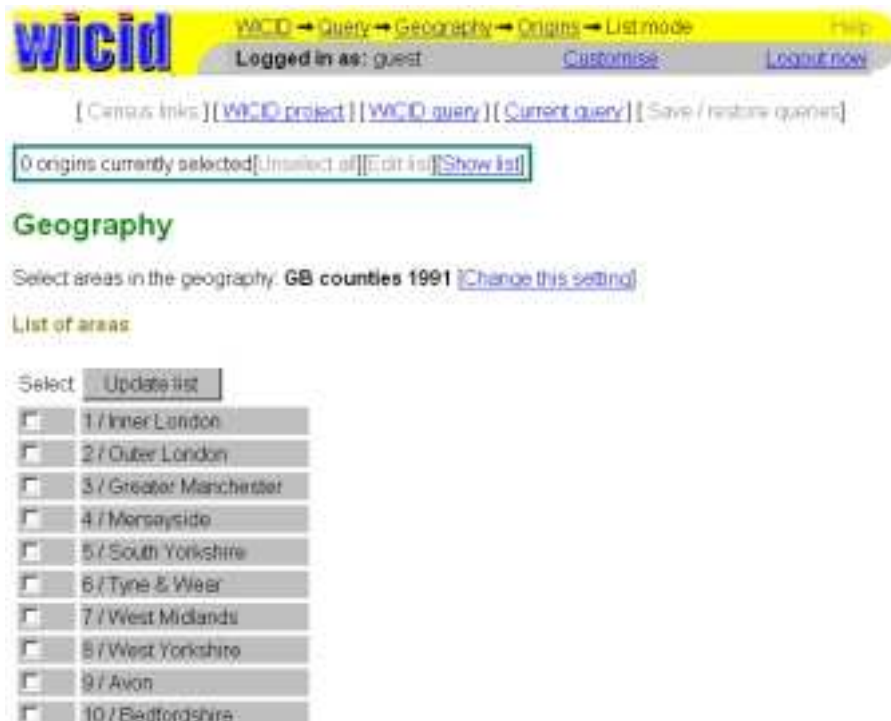 wicid
WICID → Query → Geography → Origins → List mode Help
Logged in as: guest Customise Logout now
[ Census links ] [ WICID project ] [ WICID query ] [ Current query ] [ Save / restore queries]
0 origins currently selected[Unselect all][Edit list][Show list]
Geography
Select areas in the geography: GB counties 1991 [Change this setting]
List of areas
Select Update list
1 / Inner London
2 / Outer London
3 / Greater Manchester
4 / Merseyside
5 / South Yorkshire
6 / Tyne & Wear
7 / West Midlands
8 / West Yorkshire
9 / Avon
10 / Bedfordshire